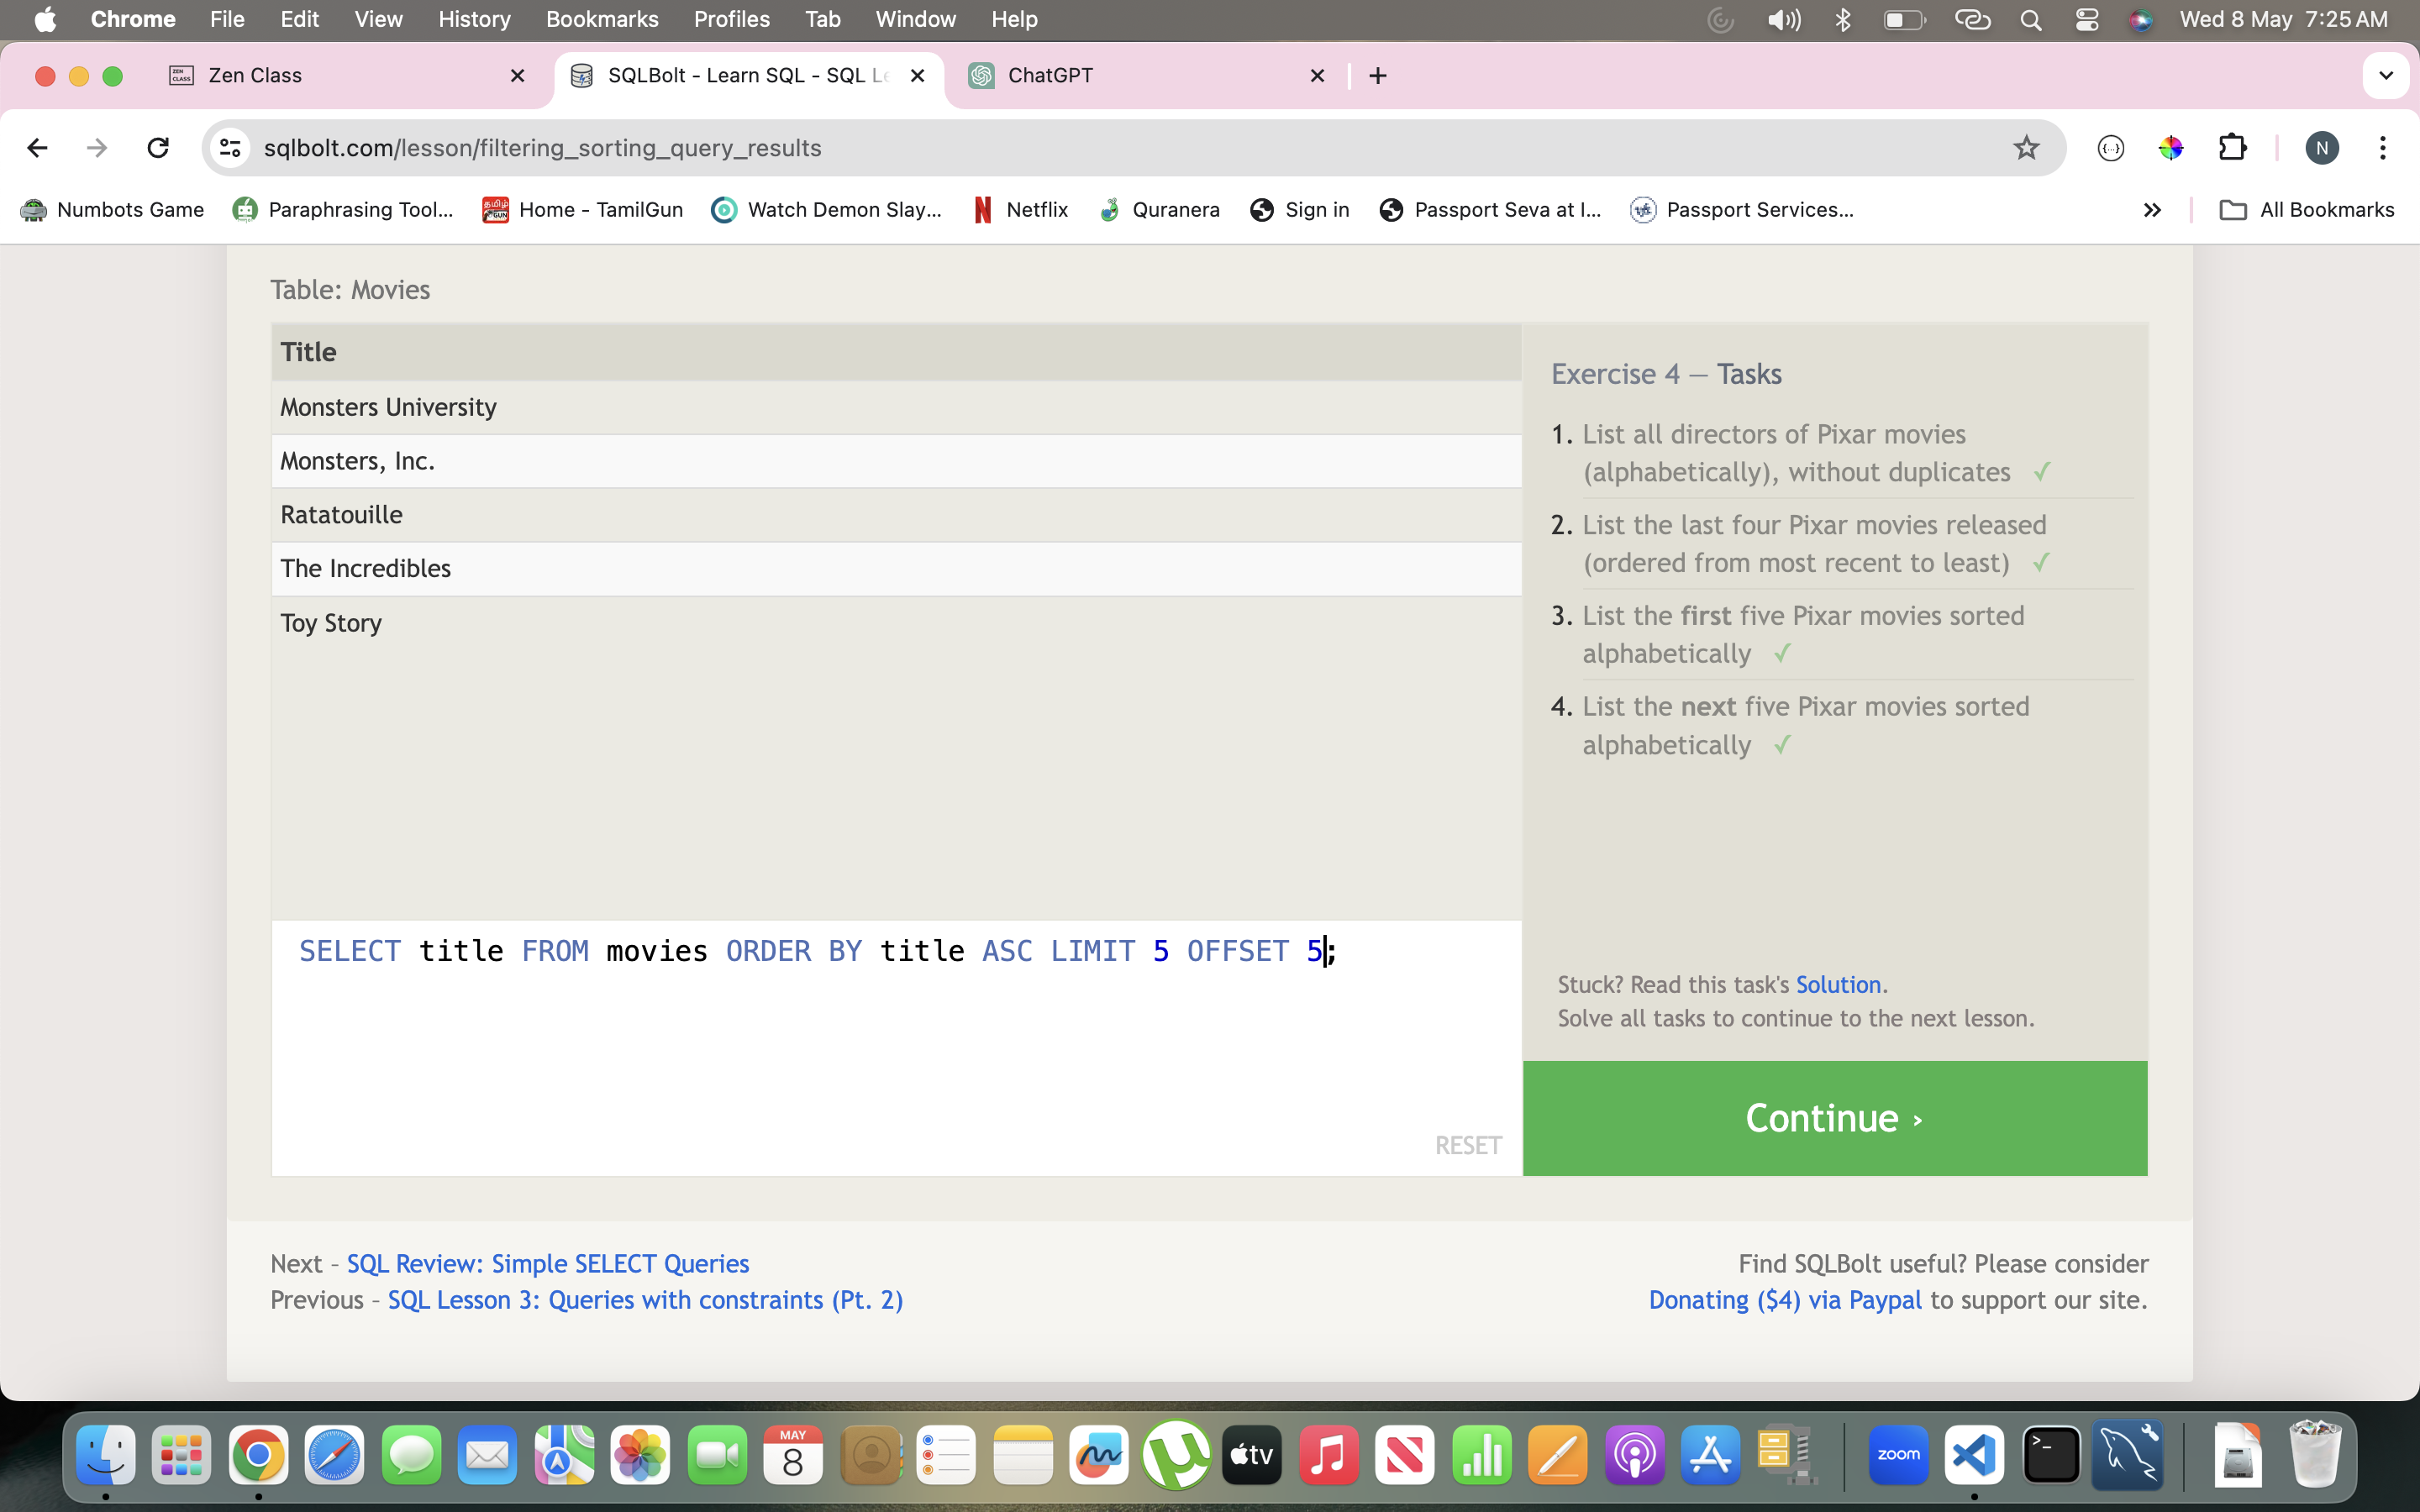 Chrome File Edit View History Bookmarks Profiles Tab Window Help Wed 8 May 7:25 AM
ZEN CLASS Zen Class SQLBolt - Learn SQL - SQL Le ChatGPT
sqlbolt.com/lesson/filtering_sorting_query_results N
Numbots Game Paraphrasing Tool... Home - TamilGun Watch Demon Slay... Netflix Quranera Sign in Passport Seva at I... Passport Services... All Bookmarks
Table: Movies
Title
Monsters University
Monsters, Inc.
Ratatouille
The Incredibles
Toy Story
SELECT title FROM movies ORDER BY title ASC LIMIT 5 OFFSET 5;
RESET
Exercise 4 — Tasks
1. List all directors of Pixar movies
(alphabetically), without duplicates ✓
2. List the last four Pixar movies released
(ordered from most recent to least) ✓
3. List the first five Pixar movies sorted
alphabetically ✓
4. List the next five Pixar movies sorted
alphabetically ✓
Stuck? Read this task's Solution.
Solve all tasks to continue to the next lesson.
Continue ›
Next – SQL Review: Simple SELECT Queries
Previous – SQL Lesson 3: Queries with constraints (Pt. 2)
Find SQLBolt useful? Please consider
Donating ($4) via Paypal to support our site.
MAY
8
tv
zoom